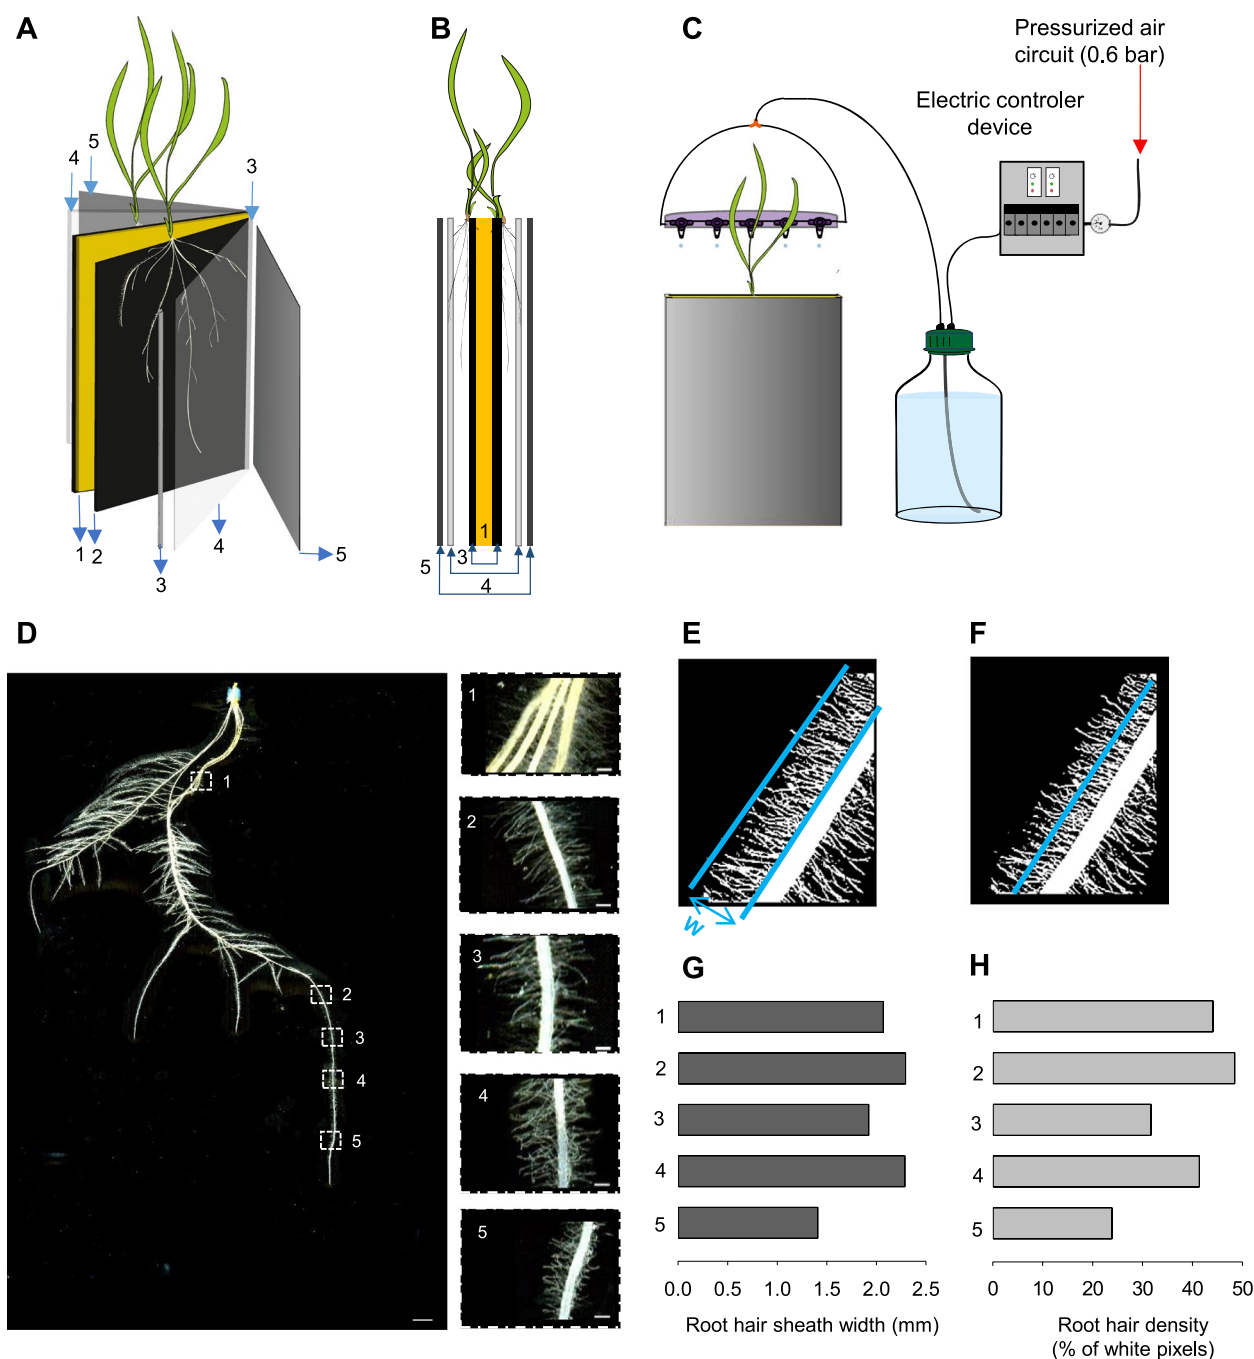 A
B
C
Pressurized air
circuit (0.6 bar)
Electric controler
device
5
4
3
1
2
3
4
5
1
3
5
4
D
E
F
1
2
3
4
5
1
2
3
4
5
W
G
H
1
2
3
4
5
0.0 0.5 1.0 1.5 2.0 2.5
Root hair sheath width (mm)
1
2
3
4
5
0 10 20 30 40 50
Root hair density
(% of white pixels)